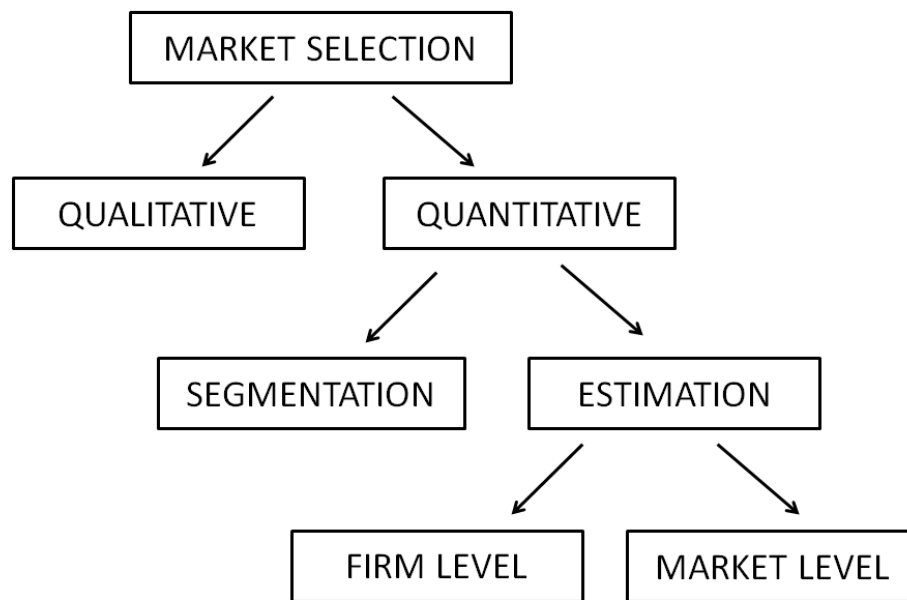 MARKET SELECTION
QUALITATIVE
QUANTITATIVE
SEGMENTATION
ESTIMATION
FIRM LEVEL
MARKET LEVEL